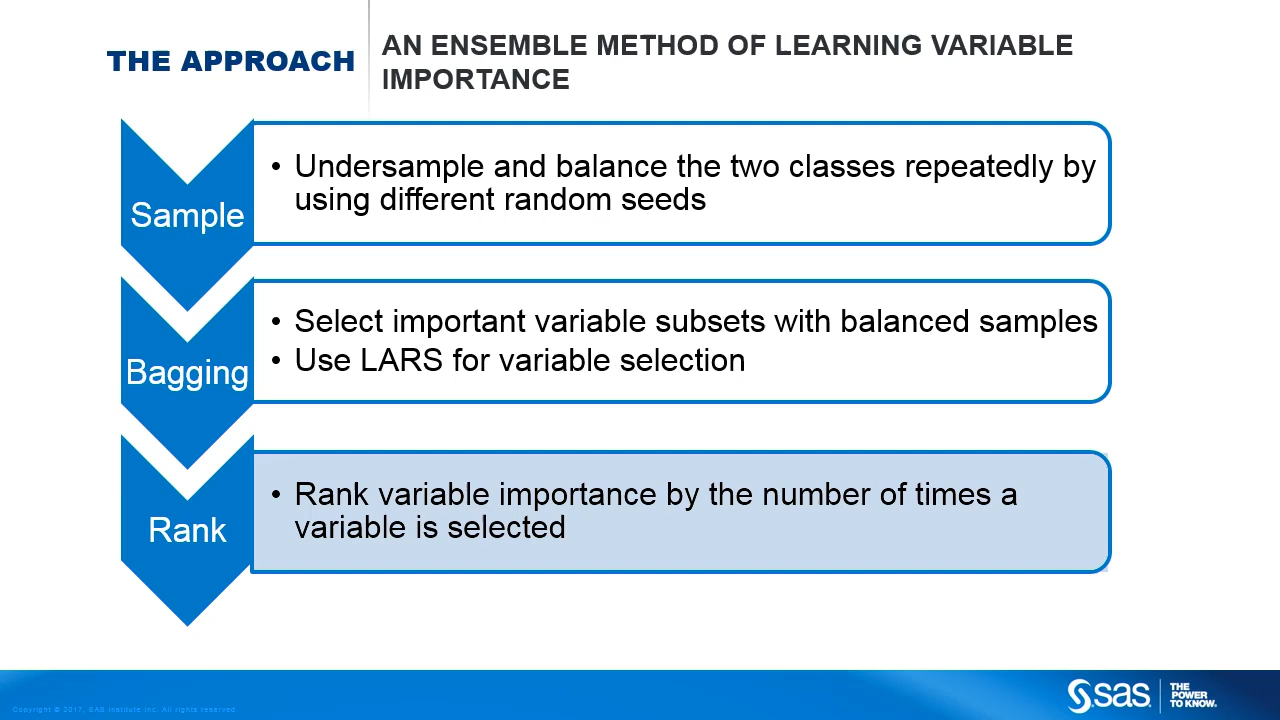 THE APPROACH
AN ENSEMBLE METHOD OF LEARNING VARIABLE
IMPORTANCE
Sample
• Undersample and balance the two classes repeatedly by
using different random seeds
Bagging
• Select important variable subsets with balanced samples
• Use LARS for variable selection
Rank
• Rank variable importance by the number of times a
variable is selected
Copyright © 2017, SAS Institute Inc. All rights reserved.
sas
THE
POWER
TO KNOW.